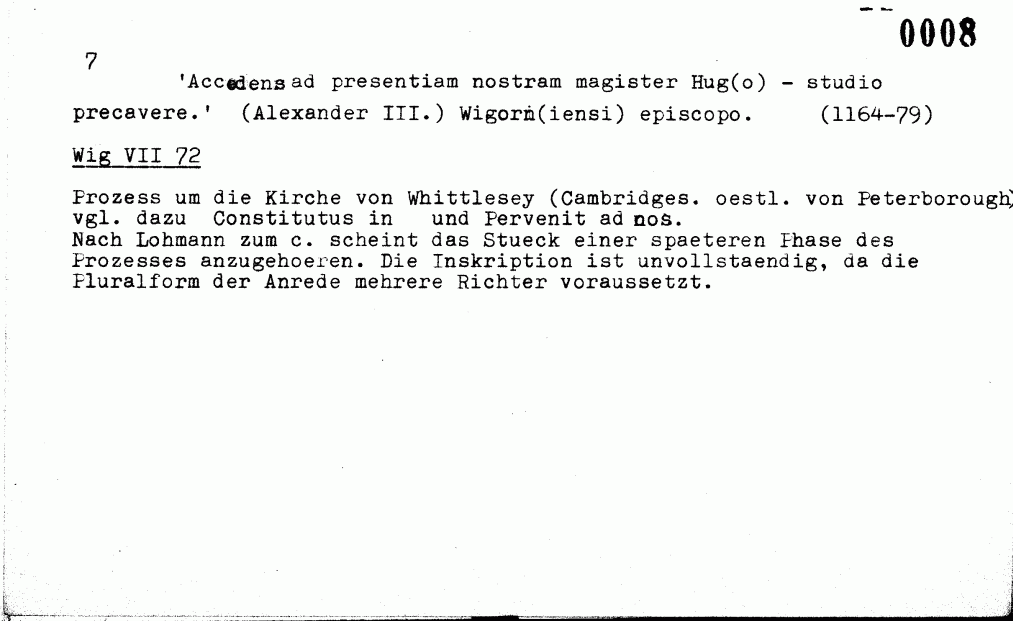 0008
7
'Accedens ad presentiam nostram magister Hug(o) - studio
precavere.' (Alexander III.) Wigorn(iensi) episcopo. (1164-79)
Wig VII 72
Prozess um die Kirche von Whittlesey (Cambridges. oestl. von Peterborough)
vgl. dazu Constitutus in und Pervenit ad nos.
Nach Lohmann zum c. scheint das Stueck einer spaeteren Phase des
Prozesses anzugehoeren. Die Inskription ist unvollstaendig, da die
Pluralform der Anrede mehrere Richter voraussetzt.